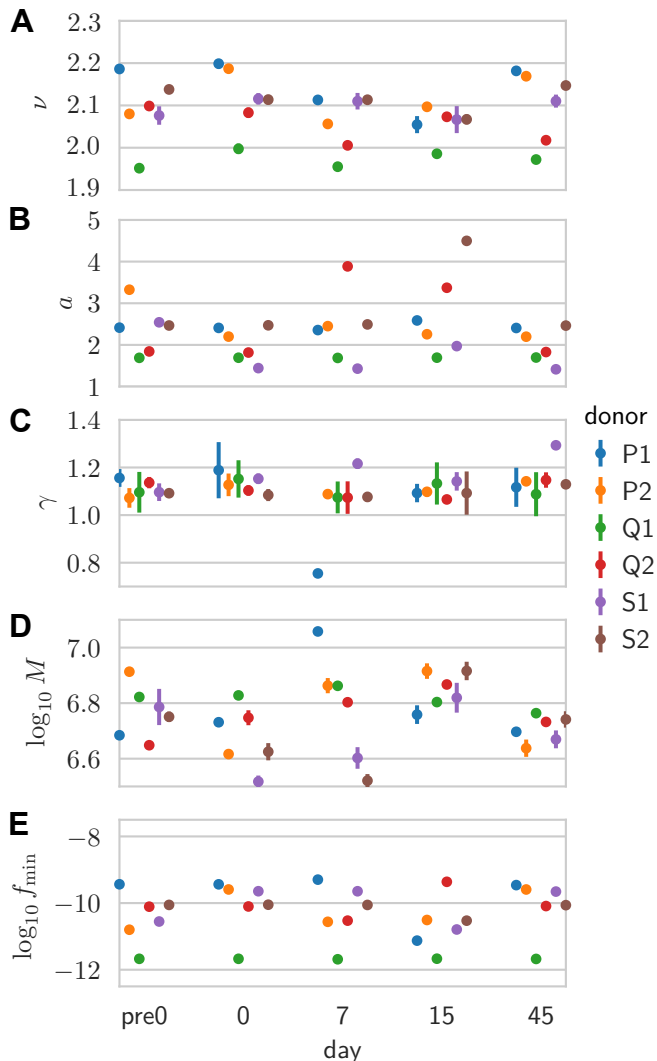 A
2.3
2.2
2.1
2.0
1.9
ν
B
5
4
3
2
1
a
C
1.4
1.2
1.0
0.8
γ
donor
P1
P2
Q1
Q2
S1
S2
D
7.0
6.8
6.6
log₁₀ M
E
−8
−10
−12
log₁₀ f_min
pre0 0 7 15 45
day